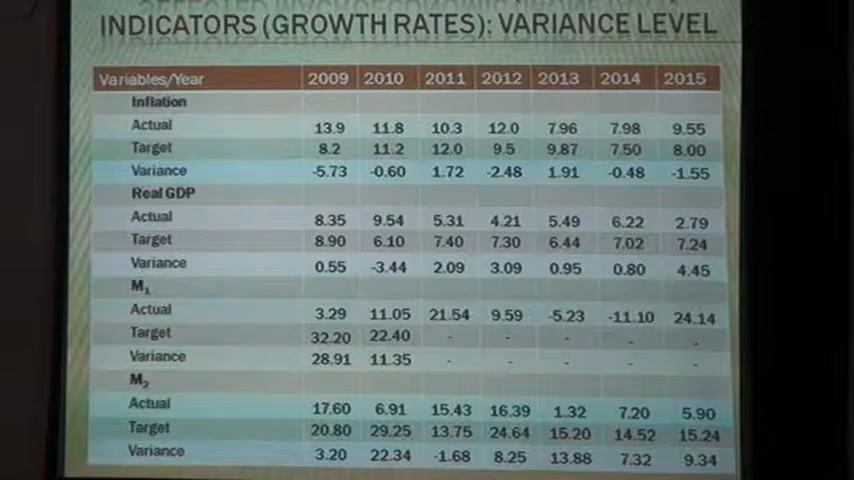 INDICATORS (GROWTH RATES): VARIANCE LEVEL
Variables/Year 2009 2010 2011 2012 2013 2014 2015
Inflation
Actual 13.9 11.8 10.3 12.0 7.96 7.98 9.55
Target 8.2 11.2 12.0 9.5 9.87 7.50 8.00
Variance -5.73 -0.60 1.72 -2.48 1.91 -0.48 -1.55
Real GDP
Actual 8.35 9.54 5.31 4.21 5.49 6.22 2.79
Target 8.90 6.10 7.40 7.30 6.44 7.02 7.24
Variance 0.55 -3.44 2.09 3.09 0.95 0.80 4.45
M₁
Actual 3.29 11.05 21.54 9.59 -5.23 -11.10 24.14
Target 32.20 22.40 - - - - -
Variance 28.91 11.35 - - - - -
M₂
Actual 17.60 6.91 15.43 16.39 1.32 7.20 5.90
Target 20.80 29.25 13.75 24.64 15.20 14.52 15.24
Variance 3.20 22.34 -1.68 8.25 13.88 7.32 9.34